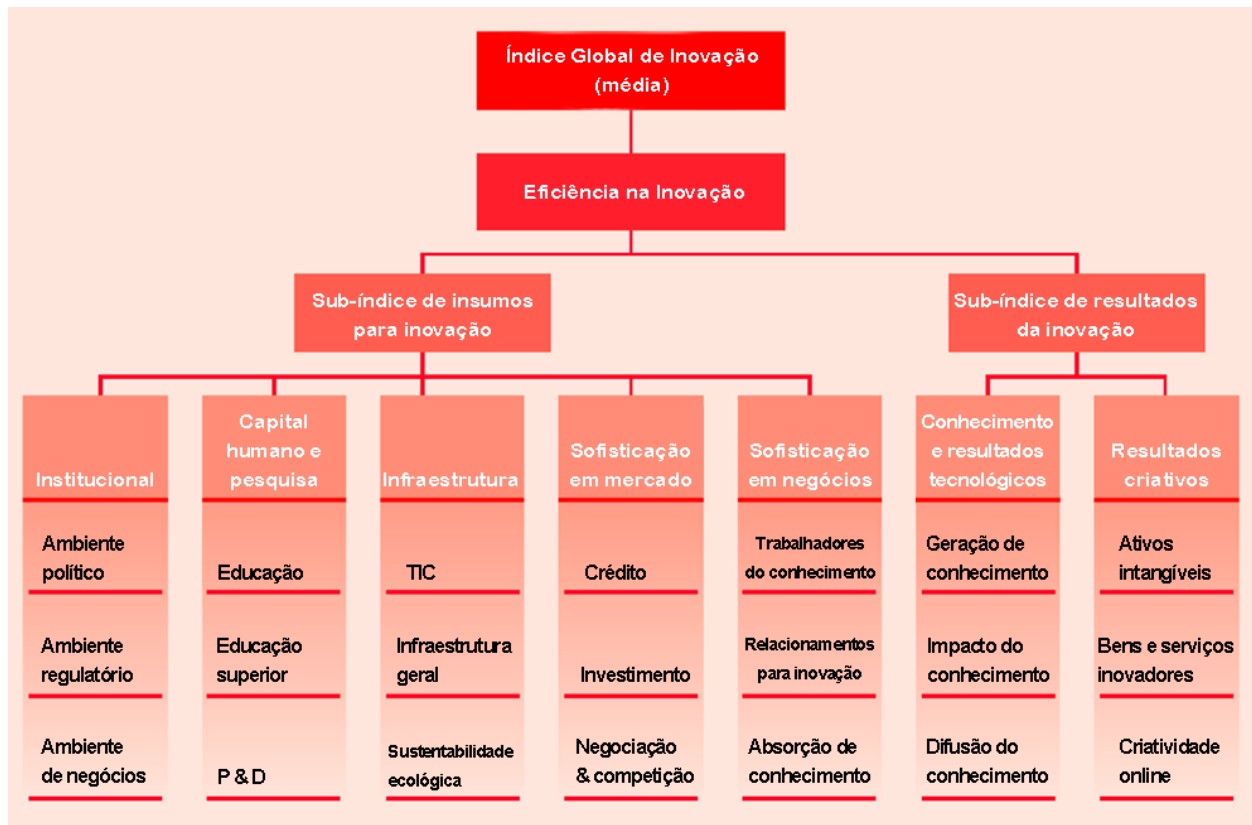 Índice Global de Inovação
(média)
Eficiência na Inovação
Sub-índice de insumos
para inovação
Sub-índice de resultados
da inovação
Institucional
Capital
humano e
pesquisa
Infraestrutura
Sofisticação
em mercado
Sofisticação
em negócios
Conhecimento
e resultados
tecnológicos
Resultados
criativos
Ambiente
político
Educação
TIC
Crédito
Trabalhadores
do conhecimento
Geração de
conhecimento
Ativos
intangíveis
Ambiente
regulatório
Educação
superior
Infraestrutura
geral
Investimento
Relacionamentos
para inovação
Impacto do
conhecimento
Bens e serviços
inovadores
Ambiente
de negócios
P & D
Sustentabilidade
ecológica
Negociação
& competição
Absorção de
conhecimento
Difusão do
conhecimento
Criatividade
online